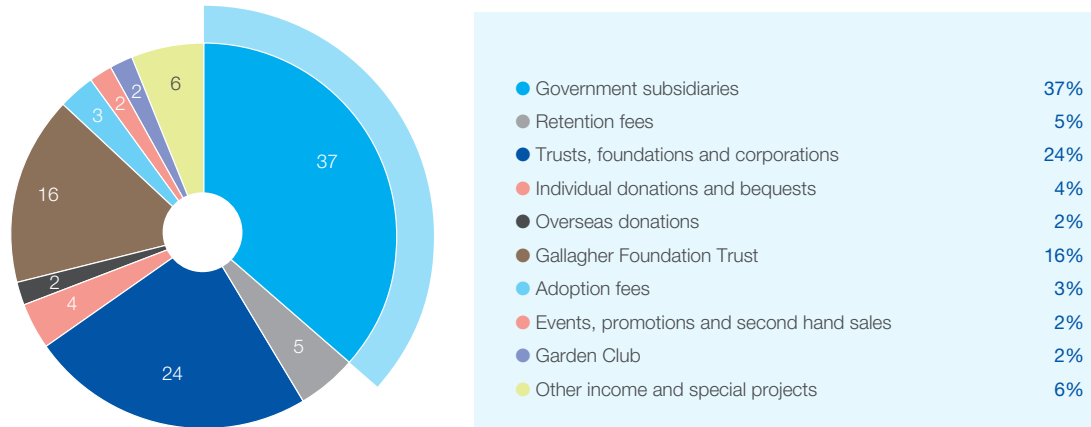 37
5
24
4
2
16
3
2
2
6
Government subsidiaries 37%
Retention fees 5%
Trusts, foundations and corporations 24%
Individual donations and bequests 4%
Overseas donations 2%
Gallagher Foundation Trust 16%
Adoption fees 3%
Events, promotions and second hand sales 2%
Garden Club 2%
Other income and special projects 6%